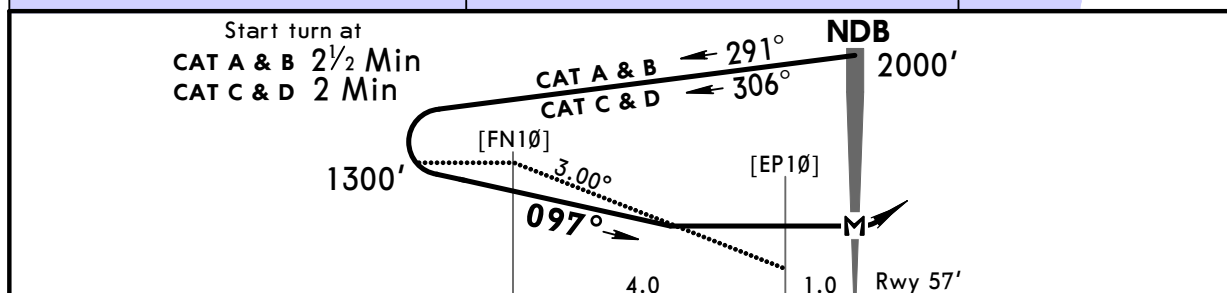 Start turn at
CAT A & B 2½ Min
CAT C & D 2 Min
NDB
2000'
CAT A & B 291°
CAT C & D 306°
1300'
[FN1Ø]
3.00°
[EP1Ø]
097°
M
4.0
1.0
Rwy 57'